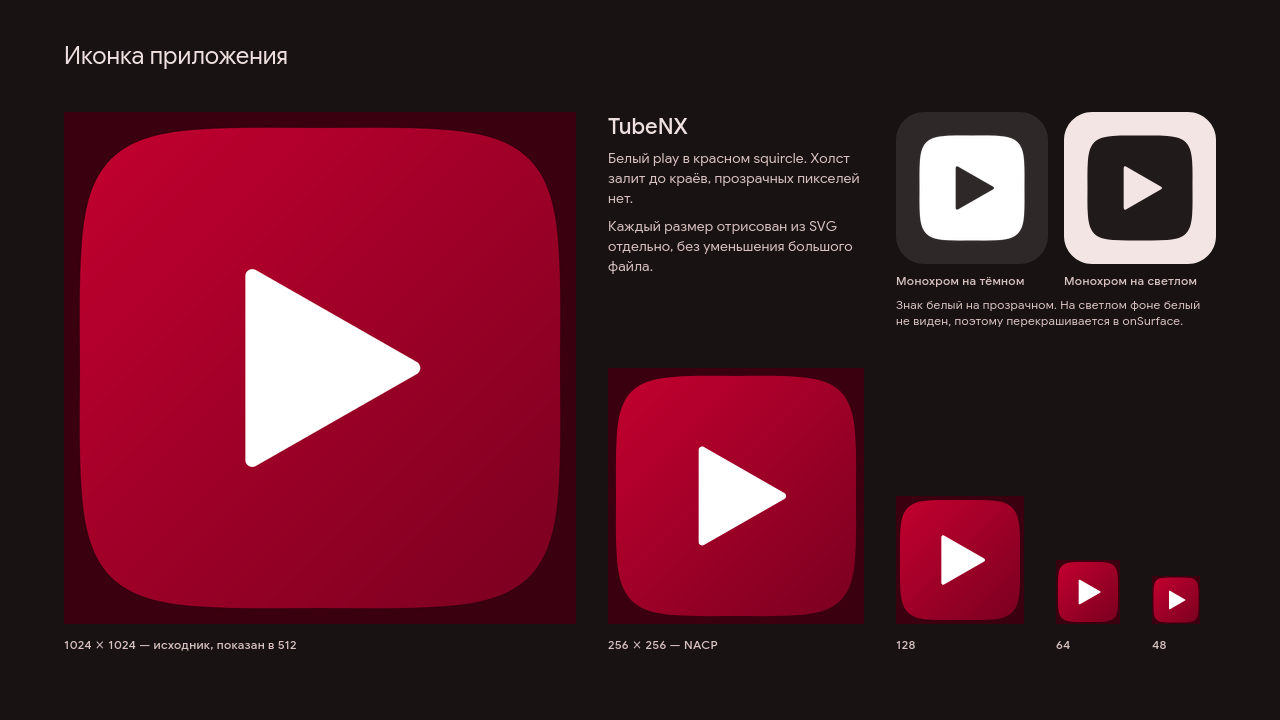 Иконка приложения
TubeNX
Белый play в красном squircle. Холст
залит до краёв, прозрачных пикселей
нет.
Каждый размер отрисован из SVG
отдельно, без уменьшения большого
файла.
Монохром на тёмном
Монохром на светлом
Знак белый на прозрачном. На светлом фоне белый
не виден, поэтому перекрашивается в onSurface.
1024 × 1024 — исходник, показан в 512
256 × 256 — NACP
128
64
48